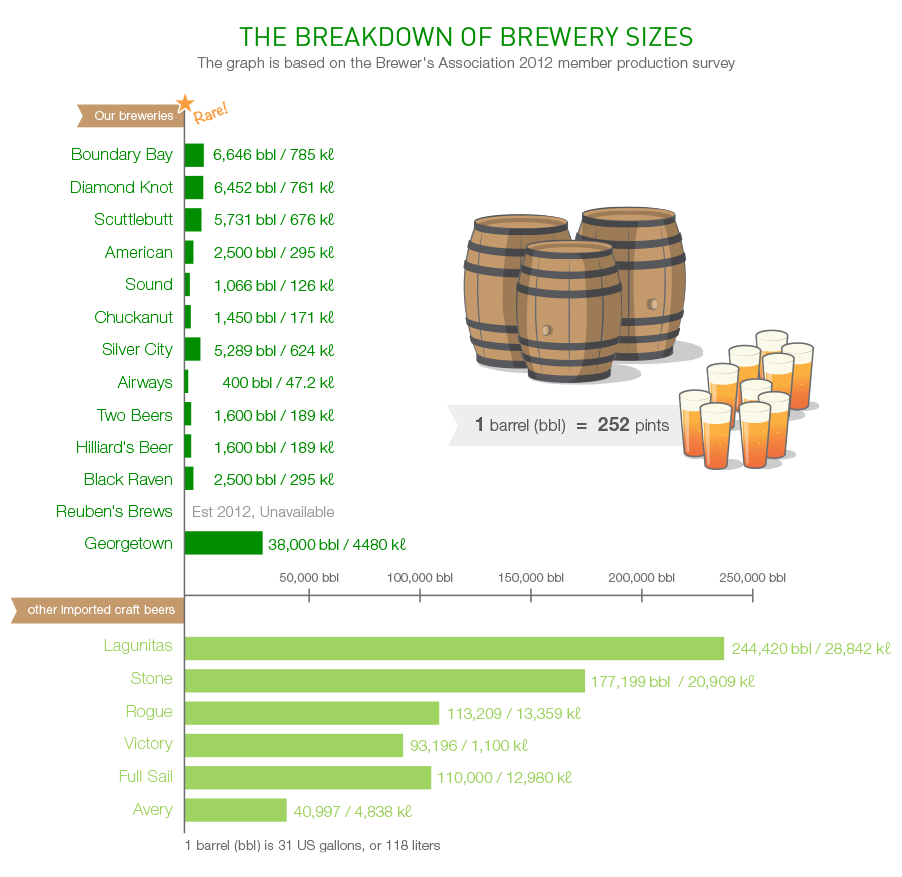 THE BREAKDOWN OF BREWERY SIZES
The graph is based on the Brewer's Association 2012 member production survey
Our breweries
Rare!
Boundary Bay 6,646 bbl / 785 kℓ
Diamond Knot 6,452 bbl / 761 kℓ
Scuttlebutt 5,731 bbl / 676 kℓ
American 2,500 bbl / 295 kℓ
Sound 1,066 bbl / 126 kℓ
Chuckanut 1,450 bbl / 171 kℓ
Silver City 5,289 bbl / 624 kℓ
Airways 400 bbl / 47.2 kℓ
Two Beers 1,600 bbl / 189 kℓ
Hilliard's Beer 1,600 bbl / 189 kℓ
Black Raven 2,500 bbl / 295 kℓ
Reuben's Brews Est 2012, Unavailable
Georgetown 38,000 bbl / 4480 kℓ
1 barrel (bbl) = 252 pints
50,000 bbl 100,000 bbl 150,000 bbl 200,000 bbl 250,000 bbl
other imported craft beers
Lagunitas 244,420 bbl / 28,842 kℓ
Stone 177,199 bbl / 20,909 kℓ
Rogue 113,209 / 13,359 kℓ
Victory 93,196 / 1,100 kℓ
Full Sail 110,000 / 12,980 kℓ
Avery 40,997 / 4,838 kℓ
1 barrel (bbl) is 31 US gallons, or 118 liters